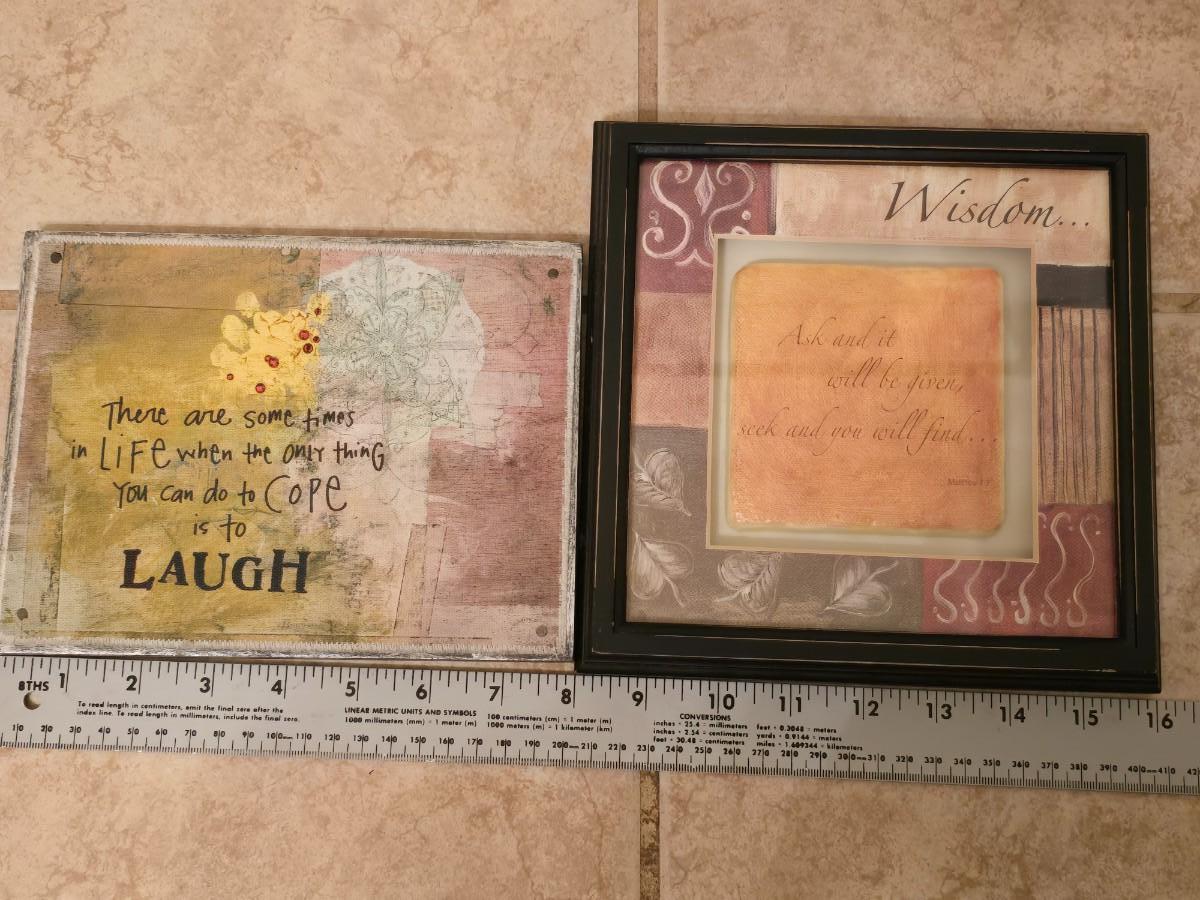 There are some times
in LiFE when the only thinG
You can do to CoPE
is to
LAUGH
Wisdom...
Ask and it
will be given,
seek and you will find...
Matthew 7:7
8THS 1 2 3 4 5 6 7 8 9 10 11 12 13 14 15 16
To read length in centimeters, omit the final zero after the
index line. To read length in millimeters, include the final zero.
LINEAR METRIC UNITS AND SYMBOLS
1000 millimeters (mm) = 1 meter (m)
100 centimeters (cm) = 1 meter (m)
1000 meters (m) = 1 kilometer (km)
CONVERSIONS
inches × 25.4 = millimeters
inches × 2.54 = centimeters
feet × 30.48 = centimeters
feet × 0.3048 = meters
yards × 0.9144 = meters
miles × 1.609344 = kilometers